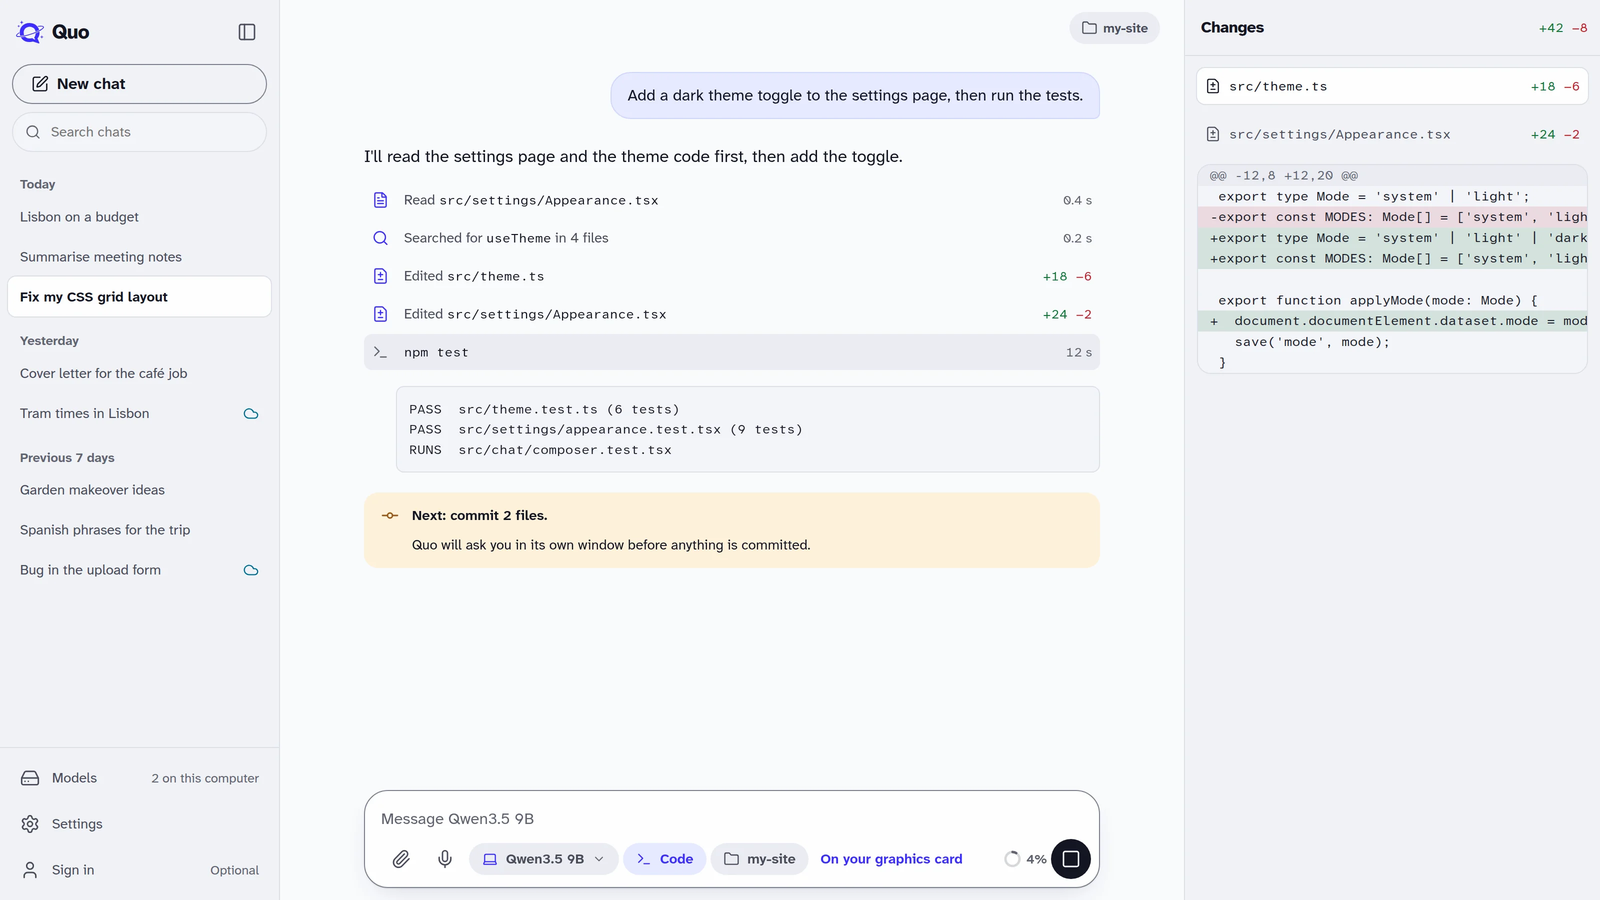 Quo
New chat
Search chats
Today
Lisbon on a budget
Summarise meeting notes
Fix my CSS grid layout
Yesterday
Cover letter for the café job
Tram times in Lisbon
Previous 7 days
Garden makeover ideas
Spanish phrases for the trip
Bug in the upload form
Models 2 on this computer
Settings
Sign in Optional
my-site
Add a dark theme toggle to the settings page, then run the tests.
I'll read the settings page and the theme code first, then add the toggle.
Read src/settings/Appearance.tsx 0.4 s
Searched for useTheme in 4 files 0.2 s
Edited src/theme.ts +18 −6
Edited src/settings/Appearance.tsx +24 −2
npm test 12 s
PASS  src/theme.test.ts (6 tests)
PASS  src/settings/appearance.test.tsx (9 tests)
RUNS  src/chat/composer.test.tsx
Next: commit 2 files.
Quo will ask you in its own window before anything is committed.
Message Qwen3.5 9B
Qwen3.5 9B Code my-site On your graphics card 4%
Changes +42 −8
src/theme.ts +18 −6
src/settings/Appearance.tsx +24 −2
@@ -12,8 +12,20 @@
export type Mode = 'system' | 'light';
-export const MODES: Mode[] = ['system', 'ligh
+export type Mode = 'system' | 'light' | 'dark
+export const MODES: Mode[] = ['system', 'ligh
export function applyMode(mode: Mode) {
+  document.documentElement.dataset.mode = mod
save('mode', mode);
}